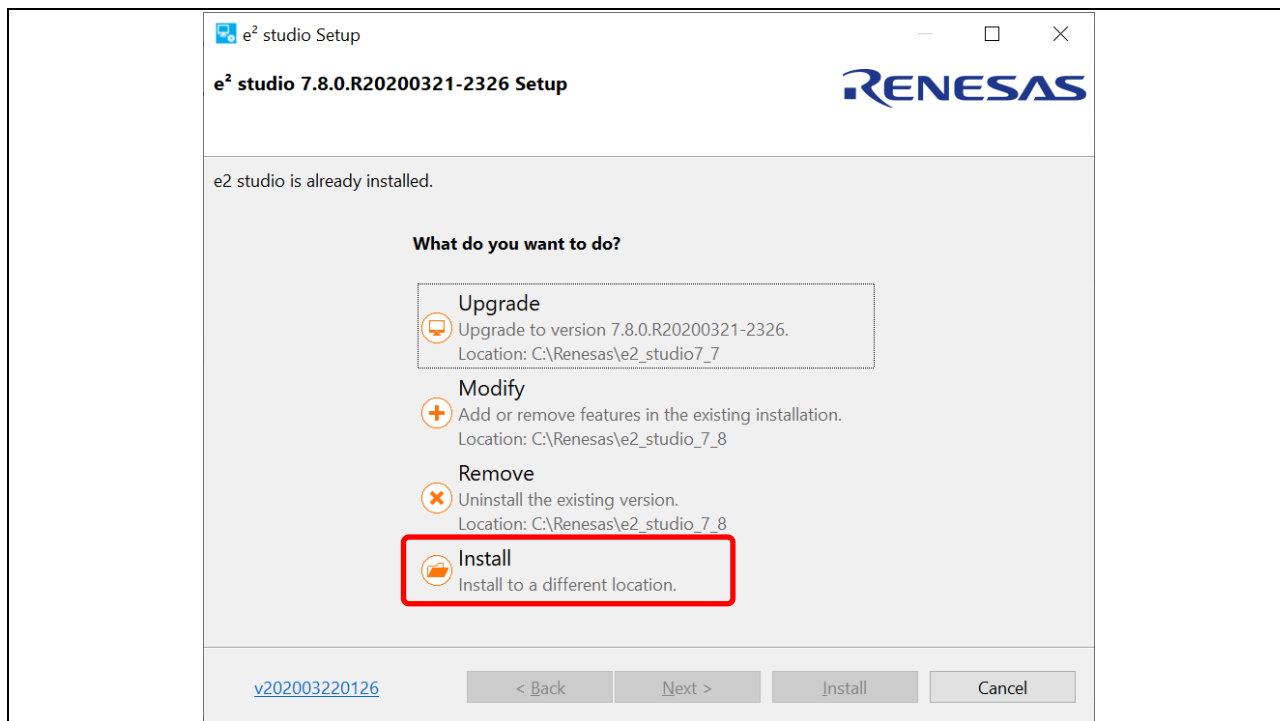 e² studio Setup
e² studio 7.8.0.R20200321-2326 Setup
RENESAS
e2 studio is already installed.
What do you want to do?
Upgrade
Upgrade to version 7.8.0.R20200321-2326.
Location: C:\Renesas\e2_studio7_7
Modify
Add or remove features in the existing installation.
Location: C:\Renesas\e2_studio_7_8
Remove
Uninstall the existing version.
Location: C:\Renesas\e2_studio_7_8
Install
Install to a different location.
v202003220126
< Back
Next >
Install
Cancel